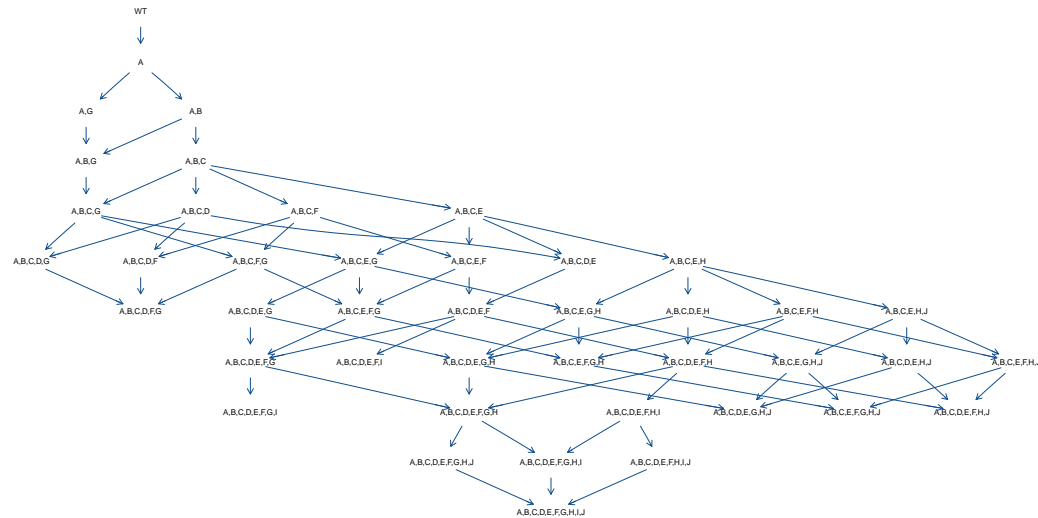 WT
A
A,G
A,B
A,B,G
A,B,C
A,B,C,G
A,B,C,D
A,B,C,F
A,B,C,E
A,B,C,D,G
A,B,C,D,F
A,B,C,F,G
A,B,C,E,G
A,B,C,E,F
A,B,C,D,E
A,B,C,E,H
A,B,C,D,F,G
A,B,C,D,E,G
A,B,C,E,F,G
A,B,C,D,E,F
A,B,C,E,G,H
A,B,C,D,E,H
A,B,C,E,F,H
A,B,C,E,H,J
A,B,C,D,E,F,G
A,B,C,D,E,F,I
A,B,C,D,E,G,H
A,B,C,E,F,G,H
A,B,C,D,E,F,H
A,B,C,E,G,H,J
A,B,C,D,E,H,J
A,B,C,E,F,H,J
A,B,C,D,E,F,G,I
A,B,C,D,E,F,G,H
A,B,C,D,E,F,H,I
A,B,C,D,E,G,H,J
A,B,C,E,F,G,H,J
A,B,C,D,E,F,H,J
A,B,C,D,E,F,G,H,J
A,B,C,D,E,F,G,H,I
A,B,C,D,E,F,H,I,J
A,B,C,D,E,F,G,H,I,J